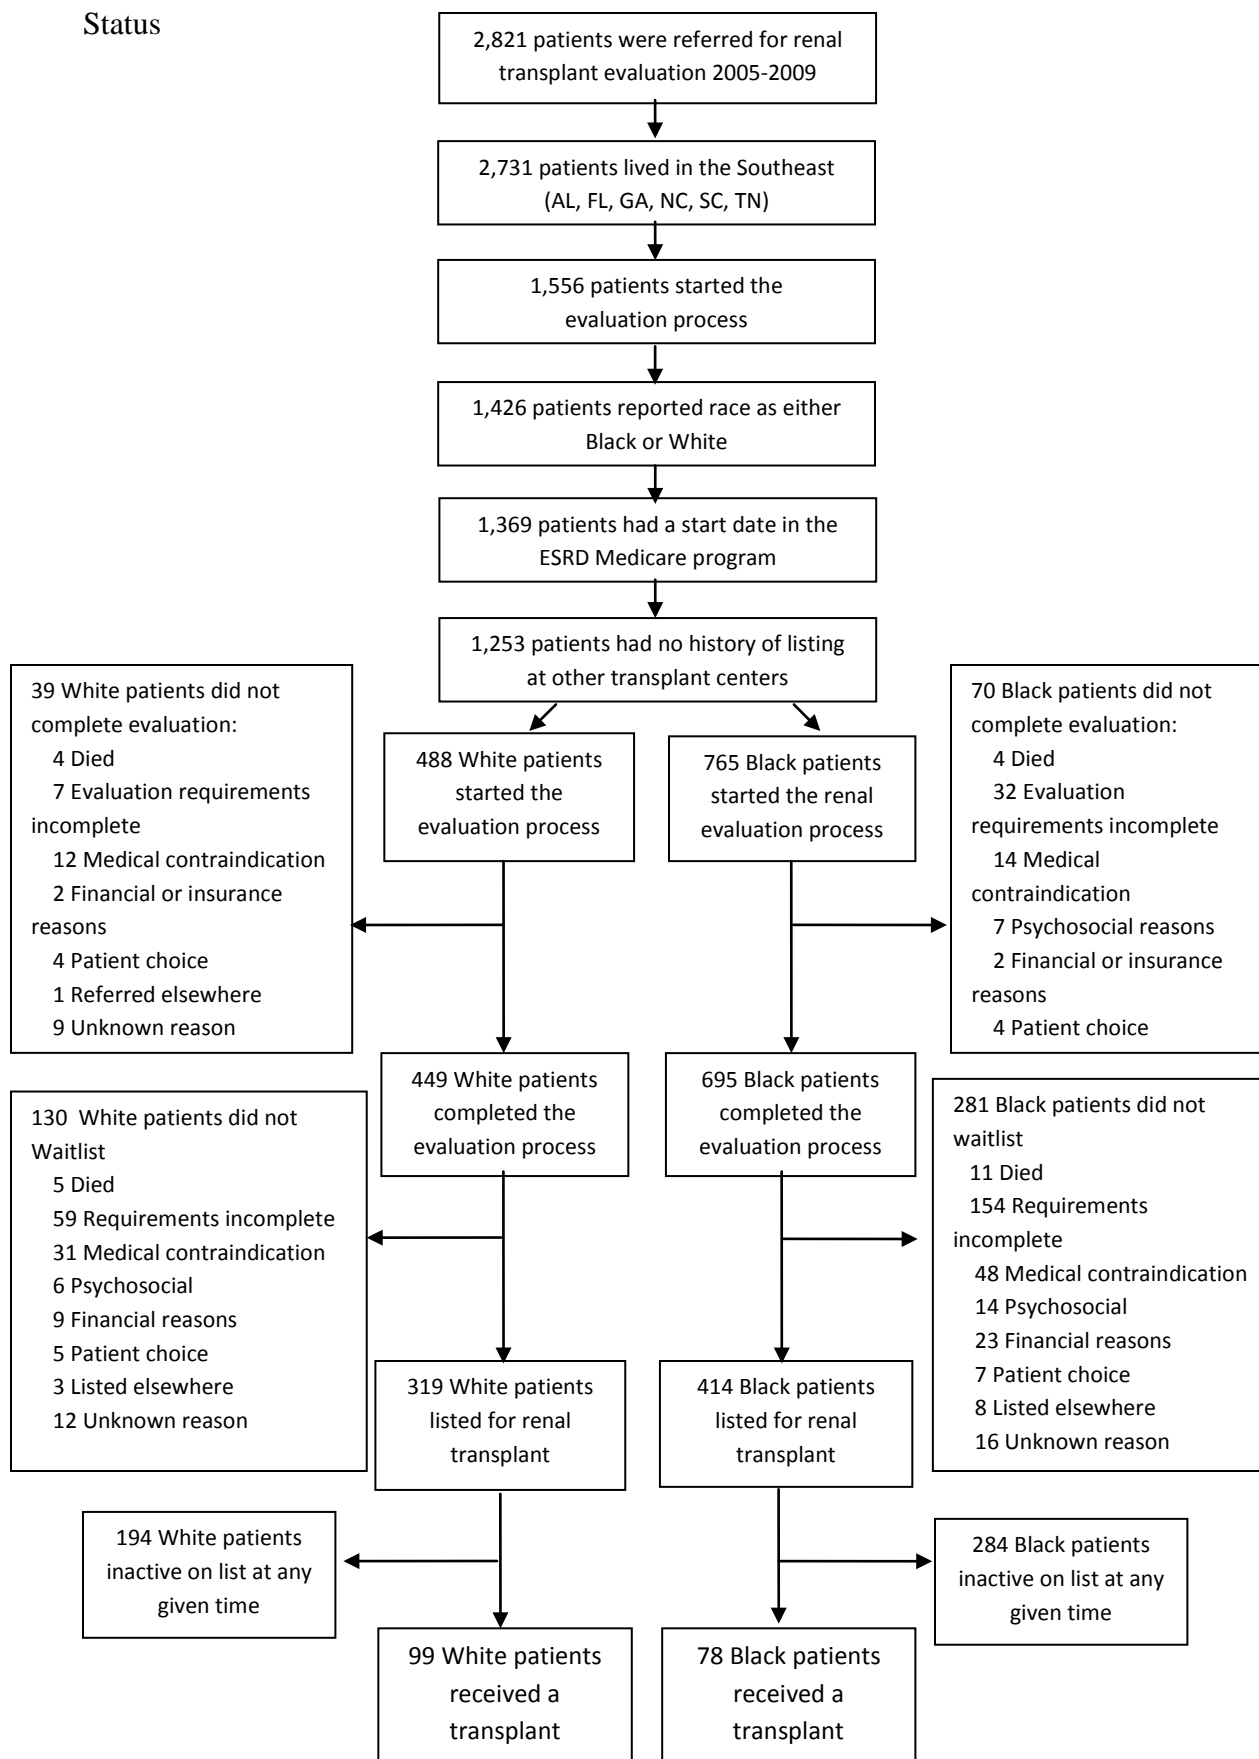 Status
2,821 patients were referred for renal
transplant evaluation 2005-2009
2,731 patients lived in the Southeast
(AL, FL, GA, NC, SC, TN)
1,556 patients started the
evaluation process
1,426 patients reported race as either
Black or White
1,369 patients had a start date in the
ESRD Medicare program
1,253 patients had no history of listing
at other transplant centers
39 White patients did not
complete evaluation:
4 Died
7 Evaluation requirements
incomplete
12 Medical contraindication
2 Financial or insurance
reasons
4 Patient choice
1 Referred elsewhere
9 Unknown reason
488 White patients
started the
evaluation process
765 Black patients
started the renal
evaluation process
70 Black patients did not
complete evaluation:
4 Died
32 Evaluation
requirements incomplete
14 Medical
contraindication
7 Psychosocial reasons
2 Financial or insurance
reasons
4 Patient choice
449 White patients
completed the
evaluation process
695 Black patients
completed the
evaluation process
130  White patients did not
Waitlist
5 Died
59 Requirements incomplete
31 Medical contraindication
6 Psychosocial
9 Financial reasons
5 Patient choice
3 Listed elsewhere
12 Unknown reason
281 Black patients did not
waitlist
11 Died
154 Requirements
incomplete
48 Medical contraindication
14 Psychosocial
23 Financial reasons
7 Patient choice
8 Listed elsewhere
16 Unknown reason
319 White patients
listed for renal
transplant
414 Black patients
listed for renal
transplant
194 White patients
inactive on list at any
given time
284 Black patients
inactive on list at any
given time
99 White patients
received a
transplant
78 Black patients
received a
transplant